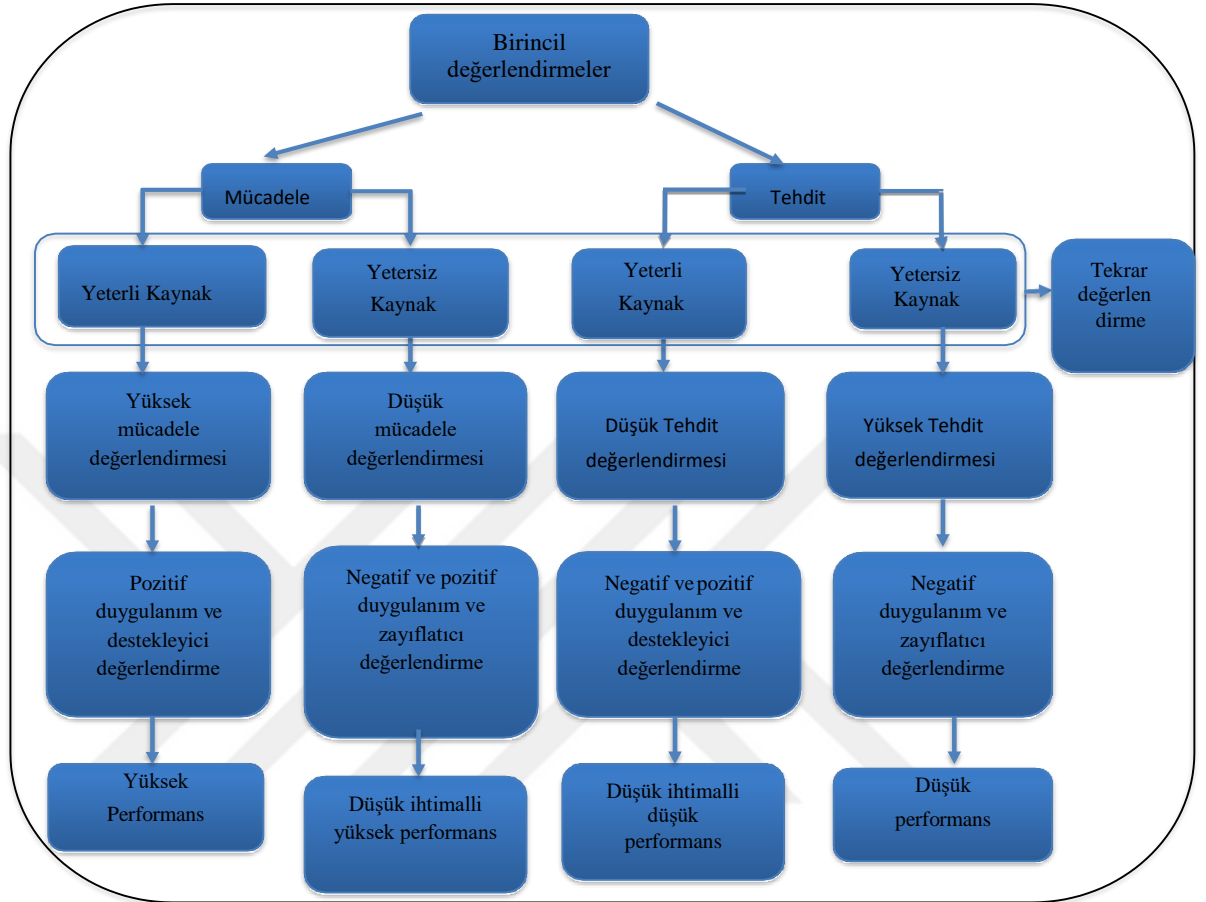 Birincil
değerlendirmeler
Mücadele
Tehdit
Yeterli Kaynak
Yetersiz
Kaynak
Yeterli
Kaynak
Yetersiz
Kaynak
Tekrar
değerlen
dirme
Yüksek
mücadele
değerlendirmesi
Düşük
mücadele
değerlendirmesi
Düşük Tehdit
değerlendirmesi
Yüksek Tehdit
değerlendirmesi
Pozitif
duygulanım ve
destekleyici
değerlendirme
Negatif ve pozitif
duygulanım ve
zayıflatıcı
değerlendirme
Negatif ve pozitif
duygulanım ve
destekleyici
değerlendirme
Negatif
duygulanım ve
zayıflatıcı
değerlendirme
Yüksek
Performans
Düşük ihtimalli
yüksek performans
Düşük ihtimalli
düşük
performans
Düşük
performans